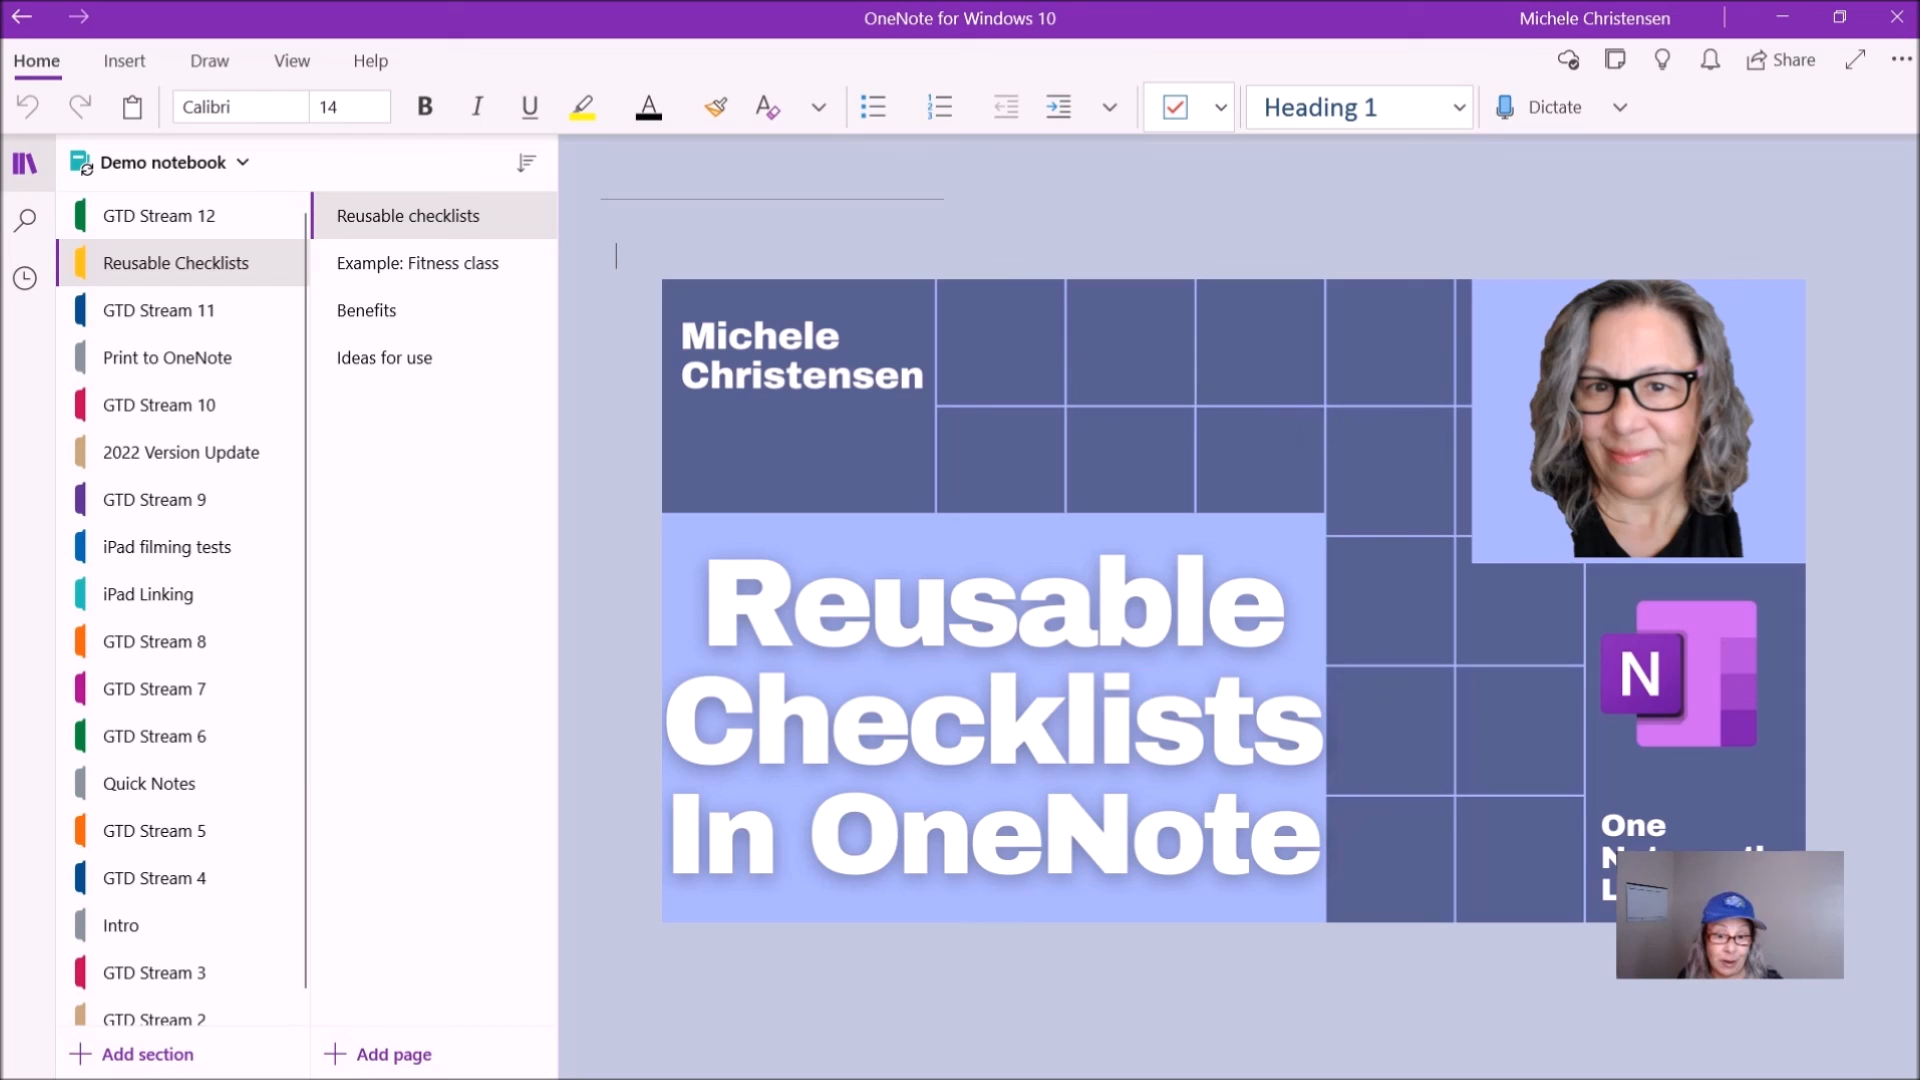 OneNote for Windows 10
Michele Christensen
Home Insert Draw View Help
Share
Calibri 14 B I U A A Heading 1 Dictate
Demo notebook
GTD Stream 12
Reusable Checklists
GTD Stream 11
Print to OneNote
GTD Stream 10
2022 Version Update
GTD Stream 9
iPad filming tests
iPad Linking
GTD Stream 8
GTD Stream 7
GTD Stream 6
Quick Notes
GTD Stream 5
GTD Stream 4
Intro
GTD Stream 3
GTD Stream 2
Add section
Reusable checklists
Example: Fitness class
Benefits
Ideas for use
Add page
Michele
Christensen
Reusable
Checklists
In OneNote
N
One